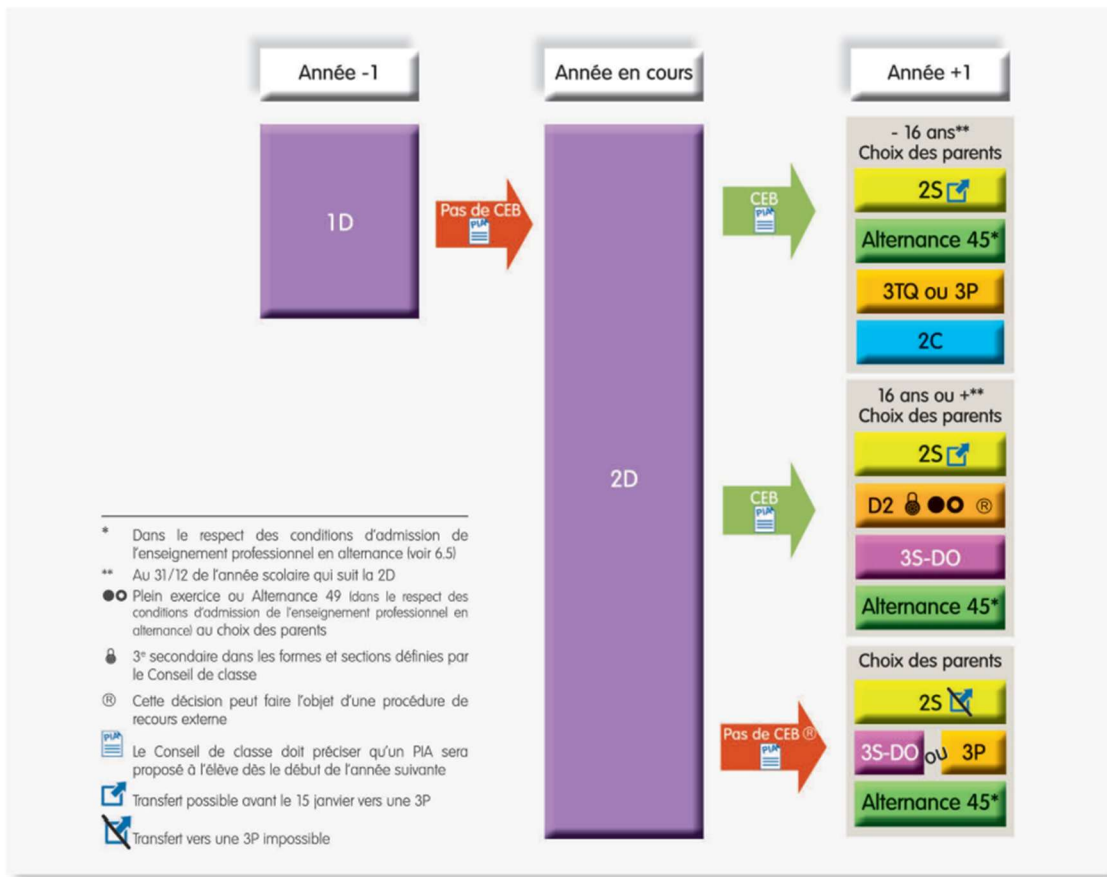 Année -1
Année en cours
Année +1
1D
Pas de CEB
PIA
2D
CEB
PIA
- 16 ans**
Choix des parents
2S
Alternance 45*
3TQ ou 3P
2C
CEB
PIA
16 ans ou +**
Choix des parents
2S
D2 ®
3S-DO
Alternance 45*
Pas de CEB ®
PIA
Choix des parents
2S
3S-DO ou 3P
Alternance 45*
* Dans le respect des conditions d'admission de
l'enseignement professionnel en alternance (voir 6.5)
** Au 31/12 de l'année scolaire qui suit la 2D
Plein exercice ou Alternance 49 (dans le respect des
conditions d'admission de l'enseignement professionnel en
alternance) au choix des parents
3e secondaire dans les formes et sections définies par
le Conseil de classe
® Cette décision peut faire l'objet d'une procédure de
recours externe
PIA
Le Conseil de classe doit préciser qu'un PIA sera
proposé à l'élève dès le début de l'année suivante
Transfert possible avant le 15 janvier vers une 3P
Transfert vers une 3P impossible